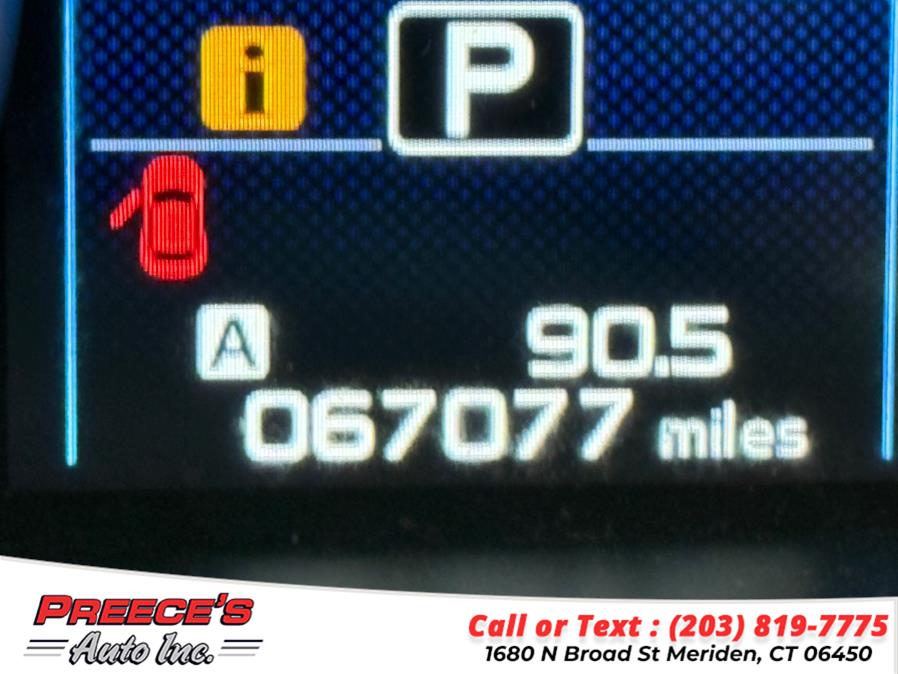 i
P
A 90.5
067077 miles
PREECE'S
Auto Inc.
Call or Text : (203) 819-7775
1680 N Broad St Meriden, CT 06450